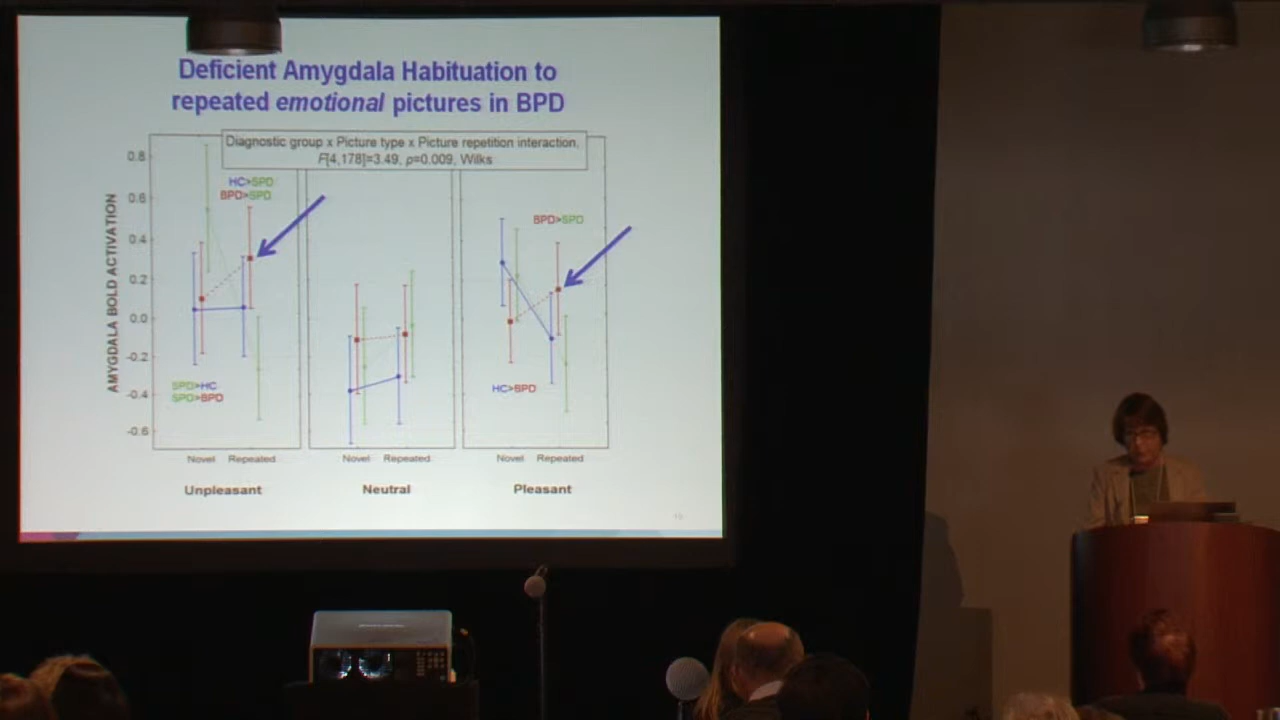 Deficient Amygdala Habituation to
repeated emotional pictures in BPD
Diagnostic group x Picture type x Picture repetition interaction,
F[4,178]=3.49, p=0.009, Wilks
AMYGDALA BOLD ACTIVATION
0.8
0.6
0.4
0.2
0.0
-0.2
-0.4
-0.6
HC>SPD
BPD>SPD
SPD>HC
SPD>BPD
BPD>SPD
HC>BPD
Novel Repeated
Novel Repeated
Novel Repeated
Unpleasant
Neutral
Pleasant